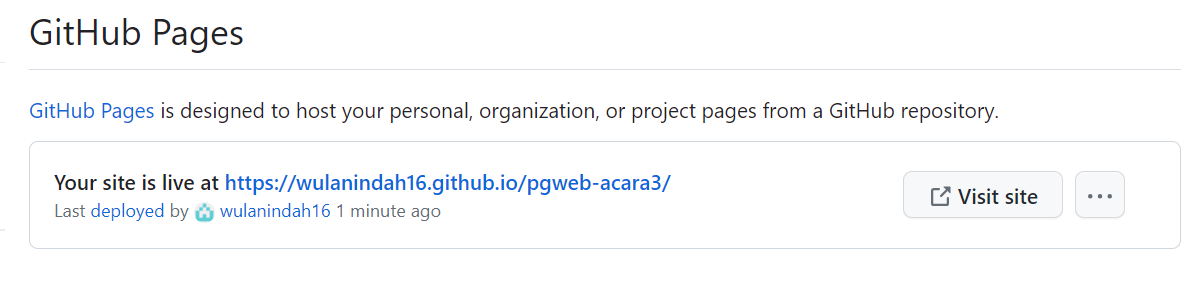 GitHub Pages
GitHub Pages is designed to host your personal, organization, or project pages from a GitHub repository.
Your site is live at https://wulanindah16.github.io/pgweb-acara3/
Last deployed by wulanindah16 1 minute ago
Visit site